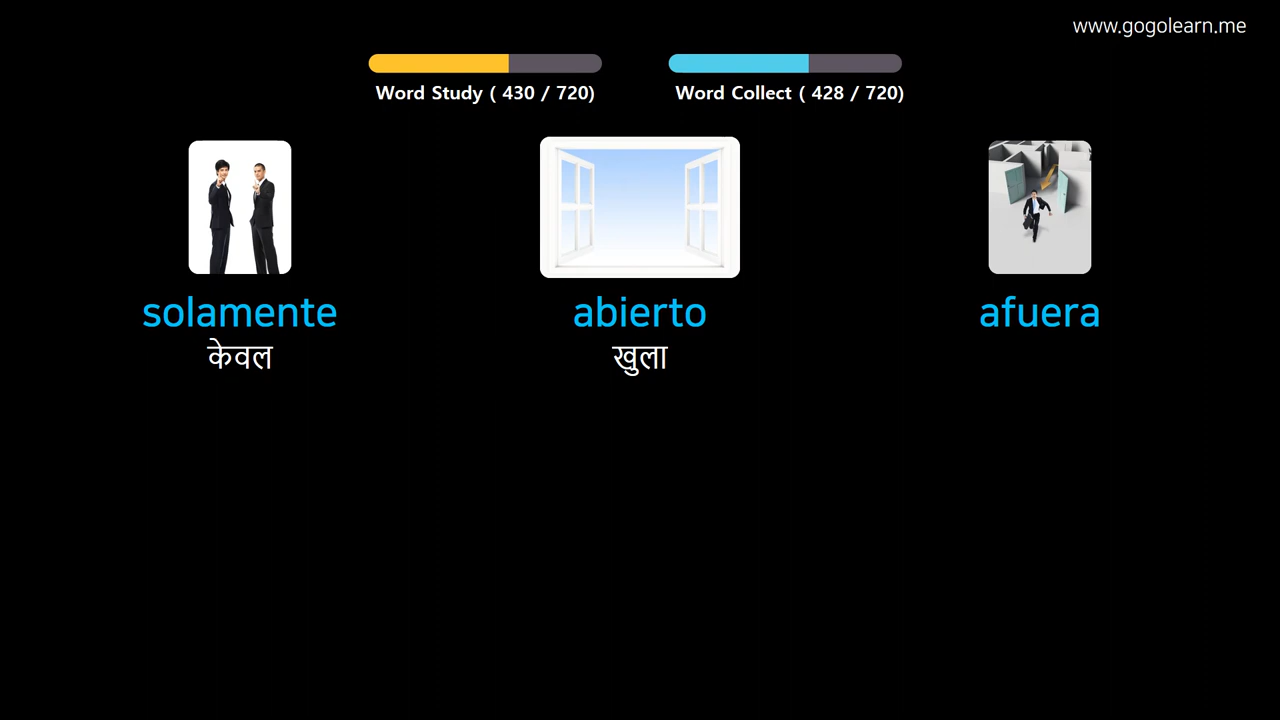 www.gogolearn.me
Word Study ( 430 / 720)
Word Collect ( 428 / 720)
solamente
केवल
abierto
खुला
afuera